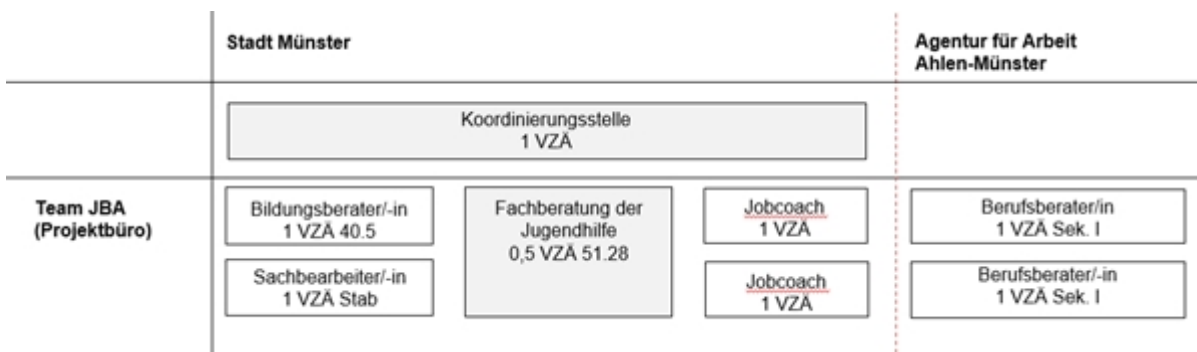 Stadt Münster
Agentur für Arbeit
Ahlen-Münster
Koordinierungsstelle
1 VZÄ
Team JBA
(Projektbüro)
Bildungsberater/-in
1 VZÄ 40.5
Sachbearbeiter/-in
1 VZÄ Stab
Fachberatung der
Jugendhilfe
0,5 VZÄ 51.28
Jobcoach
1 VZÄ
Jobcoach
1 VZÄ
Berufsberater/in
1 VZÄ Sek. I
Berufsberater/-in
1 VZÄ Sek. I